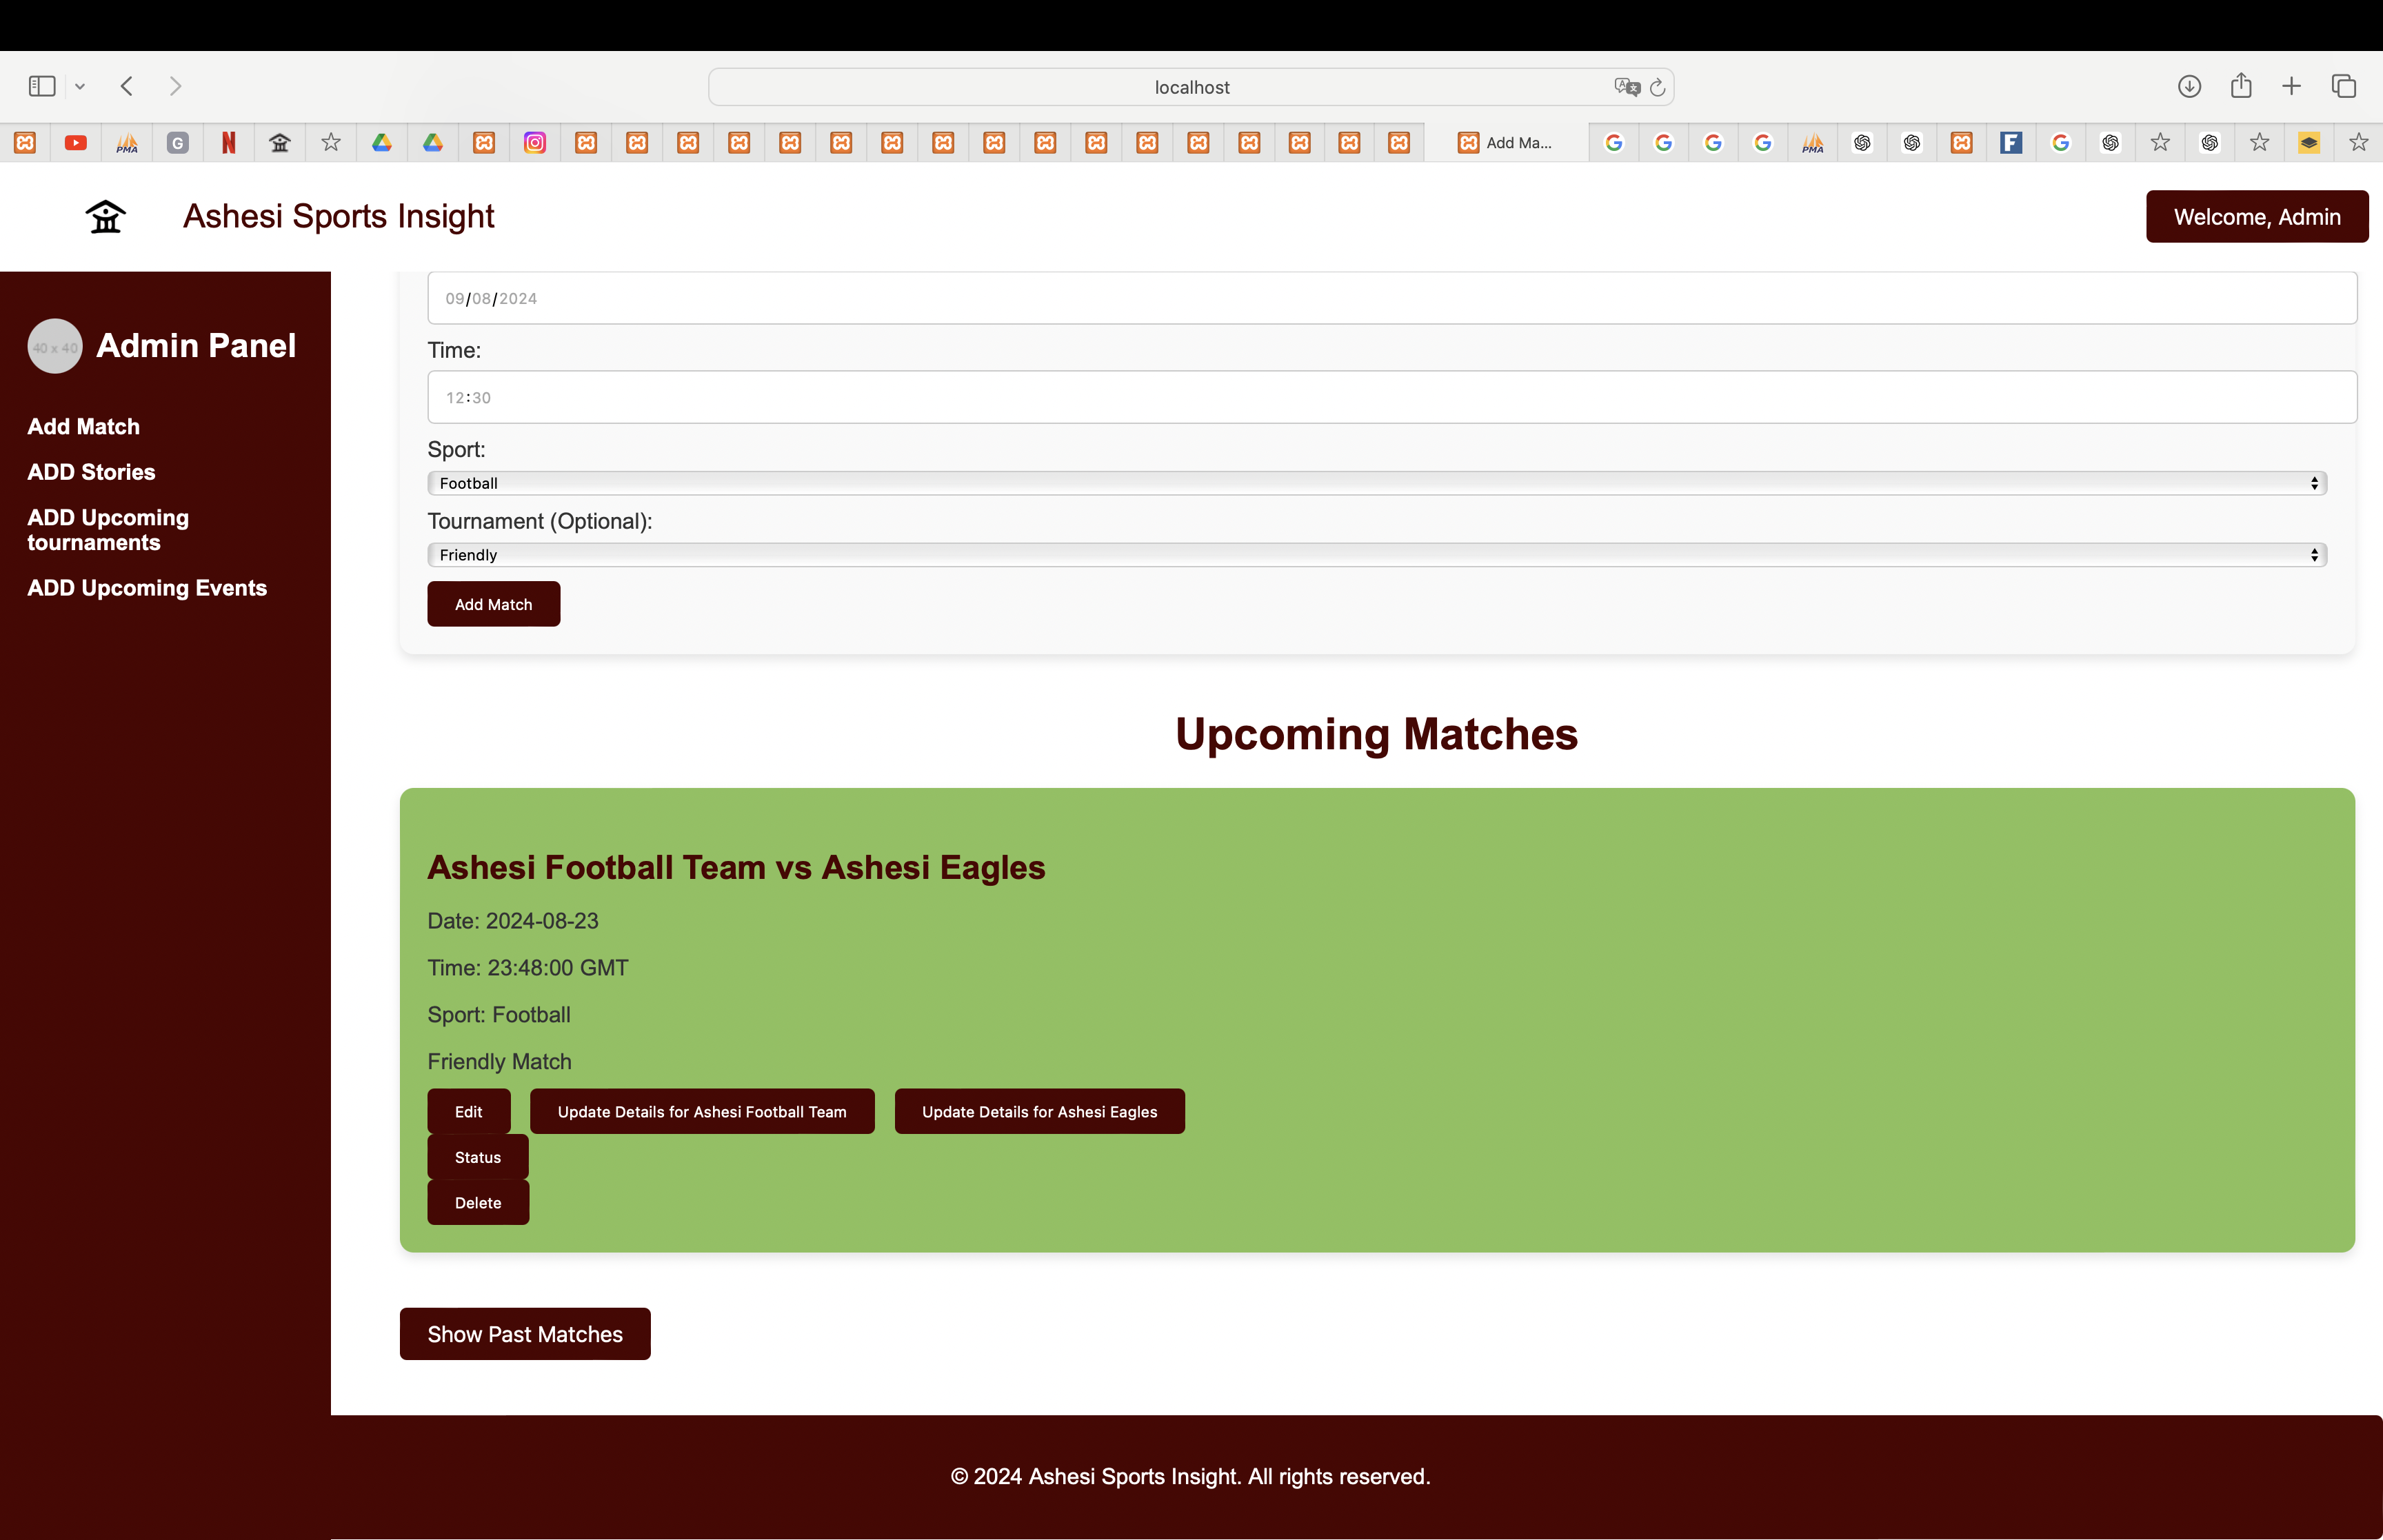 localhost
PMA
G
N
Add Ma...
PMA
F
Ashesi Sports Insight
Welcome, Admin
40 x 40
Admin Panel
Add Match
ADD Stories
ADD Upcoming
tournaments
ADD Upcoming Events
09/08/2024
Time:
12:30
Sport:
Football
Tournament (Optional):
Friendly
Add Match
Upcoming Matches
Ashesi Football Team vs Ashesi Eagles
Date: 2024-08-23
Time: 23:48:00 GMT
Sport: Football
Friendly Match
Edit
Update Details for Ashesi Football Team
Update Details for Ashesi Eagles
Status
Delete
Show Past Matches
© 2024 Ashesi Sports Insight. All rights reserved.